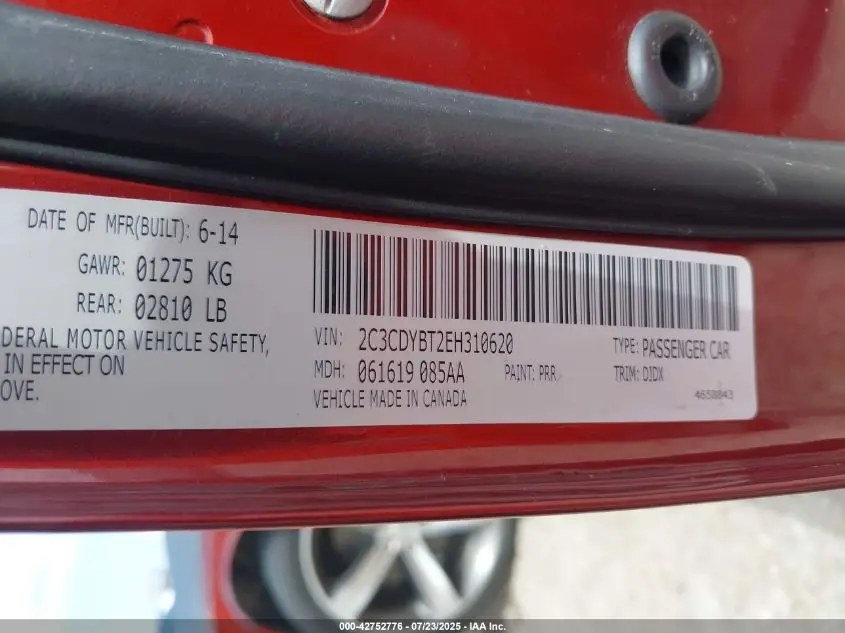 DATE OF MFR(BUILT): 6-14
GAWR: 01275 KG
REAR: 02810 LB
DERAL MOTOR VEHICLE SAFETY,
IN EFFECT ON
OVE.
VIN: 2C3CDYBT2EH310620
TYPE: PASSENGER CAR
MDH: 061619 085AA
PAINT: PRR
TRIM: DIDX
VEHICLE MADE IN CANADA
4658843
000-42752776 - 07/23/2025 - IAA Inc.